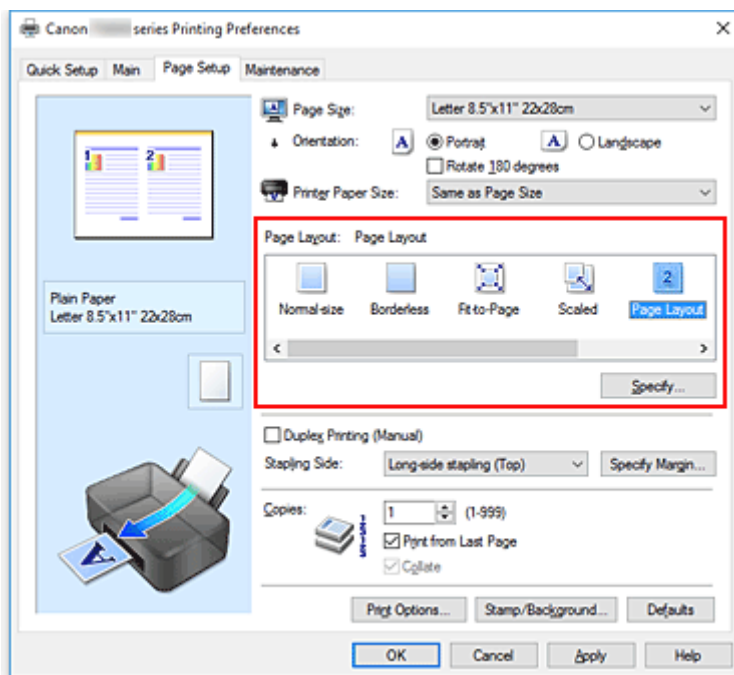 Canon series Printing Preferences
Quick Setup Main Page Setup Maintenance
1 2
Page Size: Letter 8.5"x11" 22x28cm
Orientation: A Portrait A Landscape
Rotate 180 degrees
Printer Paper Size: Same as Page Size
Page Layout: Page Layout
2
Normal-size Borderless Fit-to-Page Scaled Page Layout
Specify...
Plain Paper
Letter 8.5"x11" 22x28cm
Duplex Printing (Manual)
Stapling Side: Long-side stapling (Top) Specify Margin...
Copies: 1 (1-999)
Print from Last Page
Collate
A
Print Options... Stamp/Background... Defaults
OK Cancel Apply Help